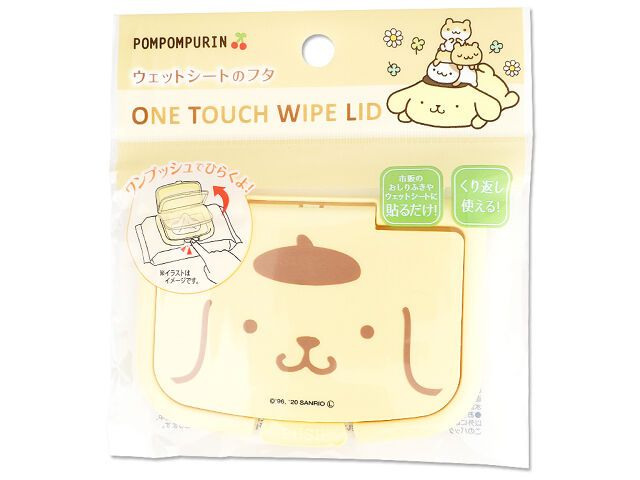 POMPOMPURIN
ウェットシートのフタ
ONE TOUCH WIPE LID
ワンプッシュでひらくよ!
※イラストは
イメージです。
市販の
おしりふきや
ウェットシートに
貼るだけ!
くり返し
使える!
©'96, '20 SANRIO Ⓛ
PUSH